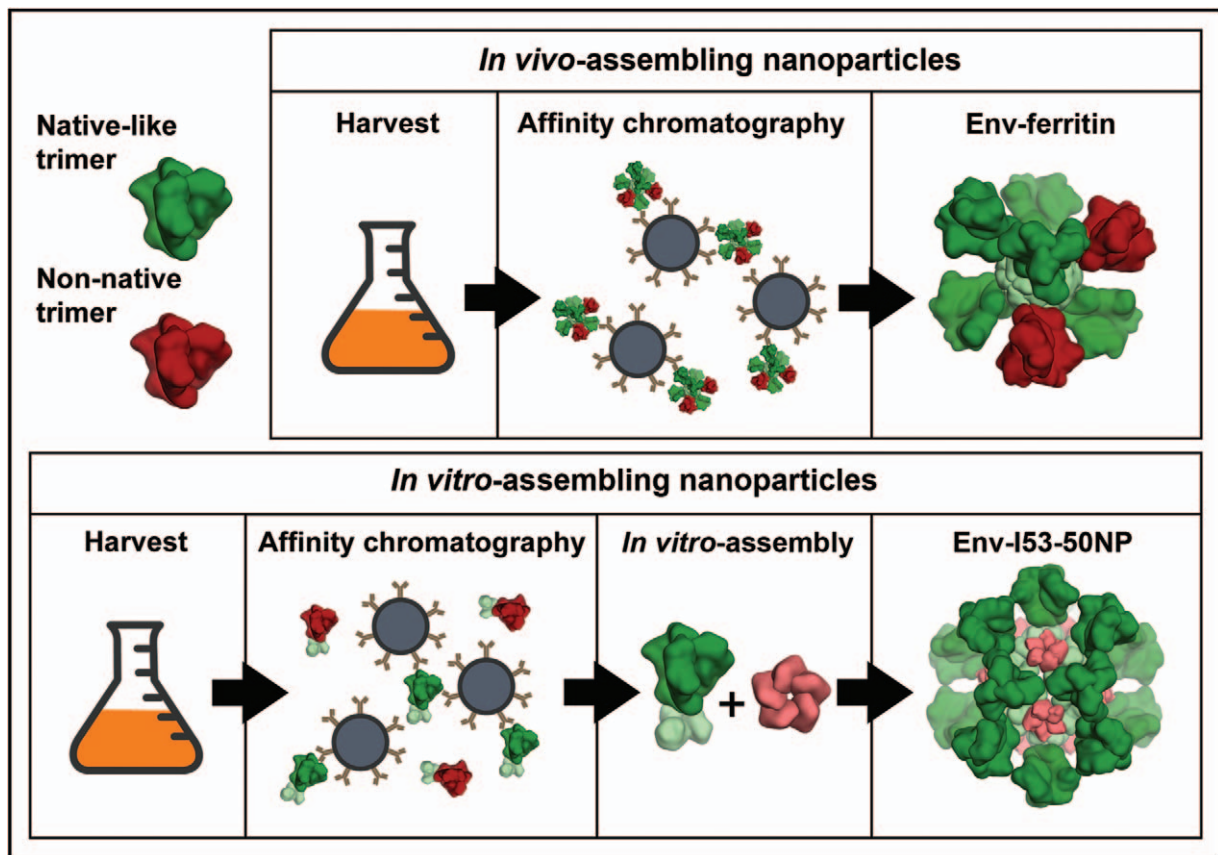 In vivo-assembling nanoparticles
Native-like
trimer
Non-native
trimer
Harvest
Affinity chromatography
Env-ferritin
In vitro-assembling nanoparticles
Harvest
Affinity chromatography
In vitro-assembly
Env-I53-50NP
+